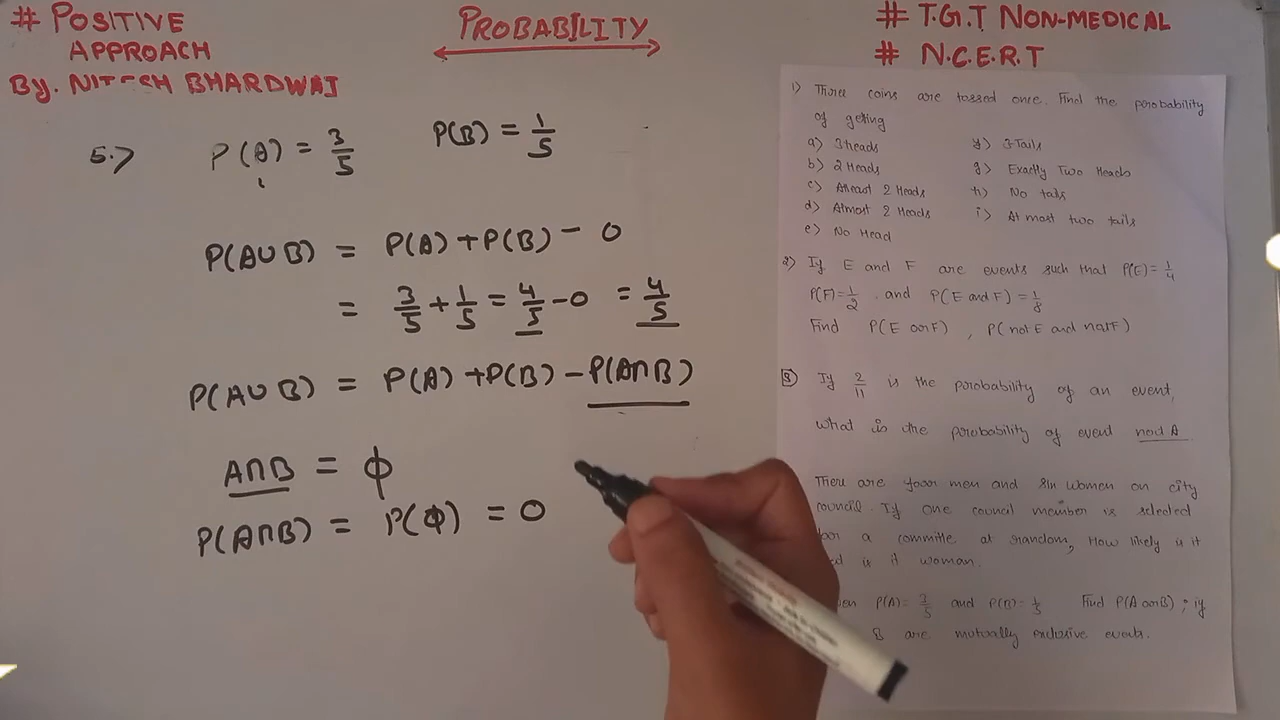 # POSITIVE
APPROACH
By. NITESH BHARDWAJ
PROBABILITY
# T.G.T NON-MEDICAL
# N.C.E.R.T
5.> P(A) = 3/5 P(B) = 1/5
P(A∪B) = P(A) + P(B) - 0
= 3/5 + 1/5 = 4/5 - 0 = 4/5
P(A∪B) = P(A) + P(B) - P(A∩B)
A∩B = φ
P(A∩B) = P(φ) = 0
1) Three coins are tossed once. Find the probability
of geting
a) 3 heads
b) 2 Heads
c) Atleast 2 Heads
d) Atmost 2 Heads
e) No Head
3-Tails
g) Exactly Two Heads
h) No tails
i) At most two tails
2) If E and F are events such that P(E)=1/4
P(F)=1/2 . and P(E and F)=1/8
Find P(E or F) , P(not E and not F)
3 If 2/11 is the probability of an event,
what is the probability of event A
There are four men and six women on city
council. If one council member is selected
a committe at random, How likely is it
is it woman.
P(A)=3/5 and P(B)=1/5 Find P(A or B) ; if
B are mutually exclusive events.